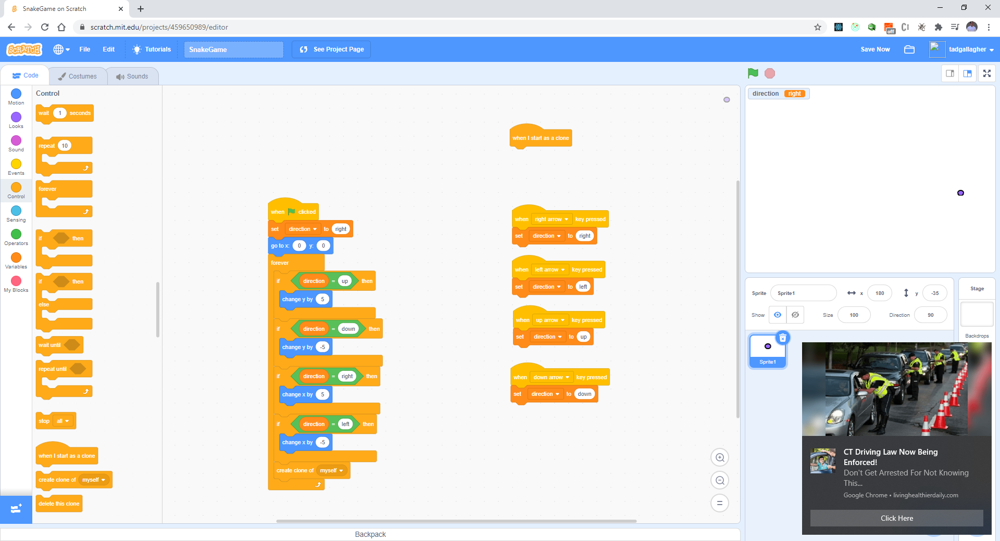 SnakeGame on Scratch
scratch.mit.edu/projects/459650989/editor
off
SCRATCH
File
Edit
Tutorials
SnakeGame
See Project Page
Save Now
tadgallagher
Code
Costumes
Sounds
Motion
Looks
Sound
Events
Control
Sensing
Operators
Variables
My Blocks
Control
wait 1 seconds
repeat 10
forever
if then
if then
else
wait until
repeat until
stop all
when I start as a clone
create clone of myself
delete this clone
when clicked
set direction to right
go to x: 0 y: 0
forever
if direction = up then
change y by 5
if direction = down then
change y by -5
if direction = right then
change x by 5
if direction = left then
change x by -5
create clone of myself
when I start as a clone
when right arrow key pressed
set direction to right
when left arrow key pressed
set direction to left
when up arrow key pressed
set direction to up
when down arrow key pressed
set direction to down
Backpack
direction right
Sprite Sprite1 x 180 y -35
Show Size 100 Direction 90
Sprite1
Stage
Backdrops
CT Driving Law Now Being
Enforced!
Don't Get Arrested For Not Knowing
This...
Google Chrome • livinghealthierdaily.com
Click Here